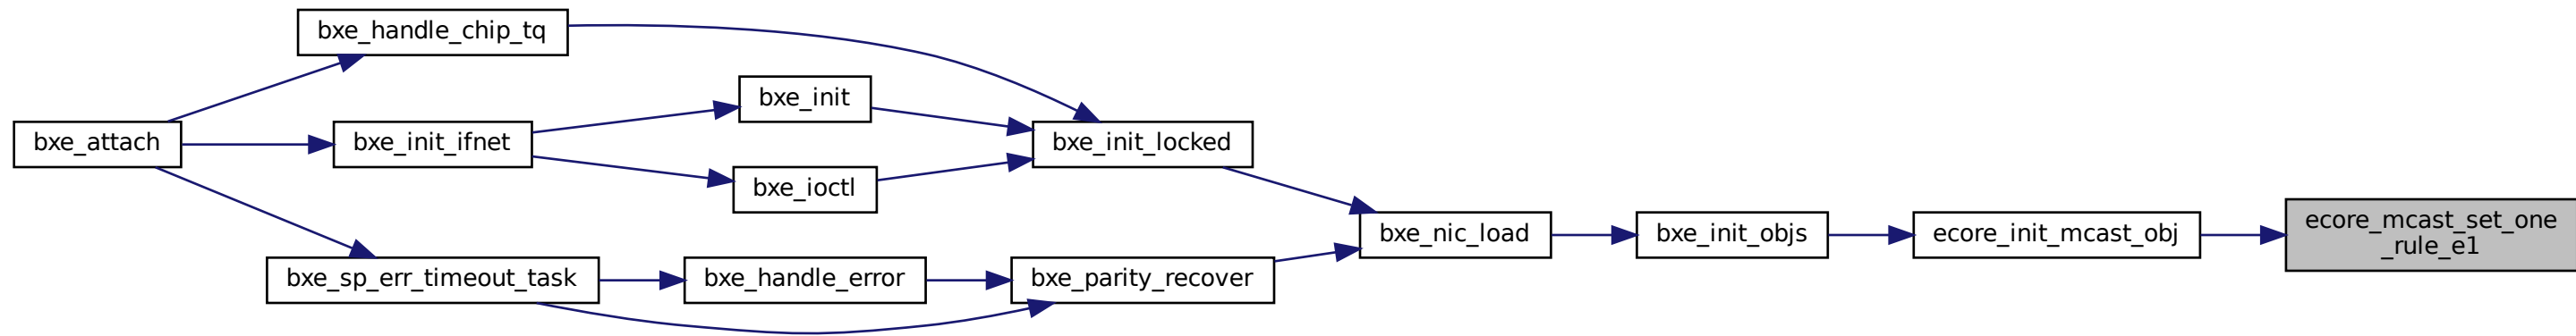 bxe_handle_chip_tq
bxe_init
bxe_attach
bxe_init_ifnet
bxe_init_locked
bxe_ioctl
bxe_nic_load
bxe_init_objs
ecore_init_mcast_obj
ecore_mcast_set_one
_rule_e1
bxe_sp_err_timeout_task
bxe_handle_error
bxe_parity_recover